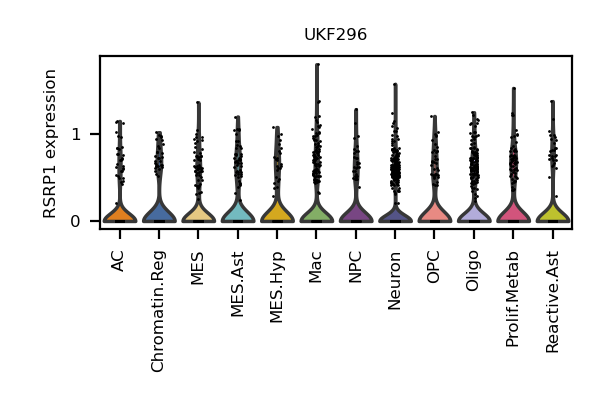 UKF296
RSRP1 expression
1
0
AC
Chromatin.Reg
MES
MES.Ast
MES.Hyp
Mac
NPC
Neuron
OPC
Oligo
Prolif.Metab
Reactive.Ast